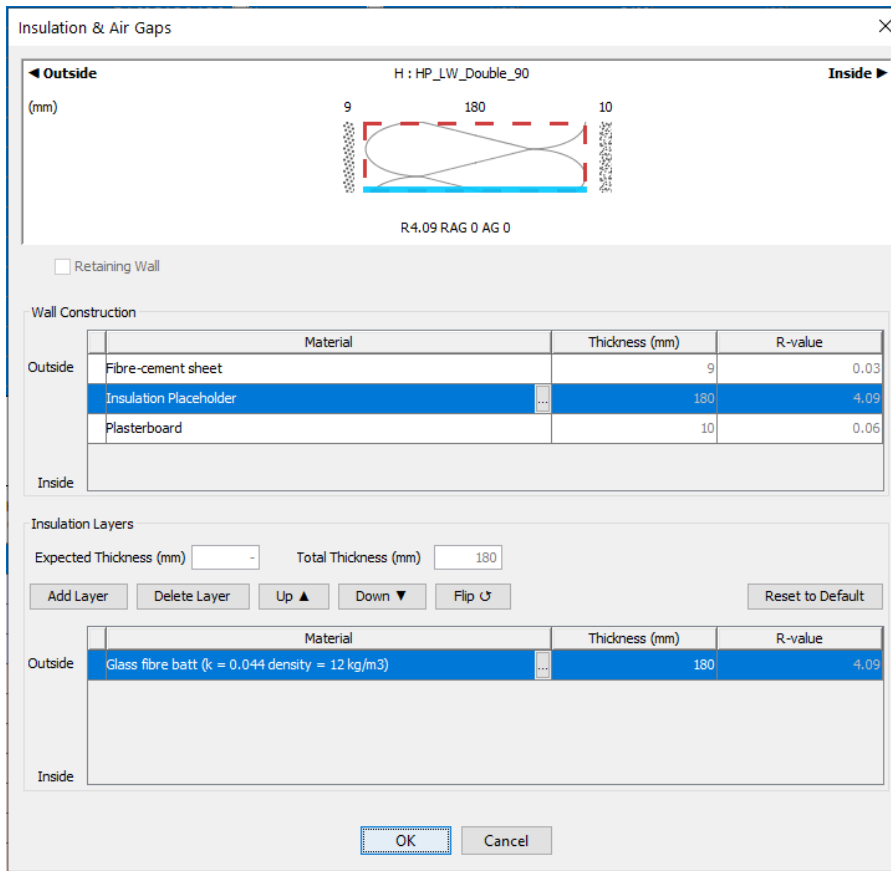 Insulation & Air Gaps
◄ Outside H : HP_LW_Double_90 Inside ►
(mm) 9 180 10
R4.09 RAG 0 AG 0
Retaining Wall
Wall Construction
Material Thickness (mm) R-value
Outside Fibre-cement sheet 9 0.03
Insulation Placeholder ... 180 4.09
Plasterboard 10 0.06
Inside
Insulation Layers
Expected Thickness (mm) - Total Thickness (mm) 180
Add Layer Delete Layer Up ▲ Down ▼ Flip ↺ Reset to Default
Material Thickness (mm) R-value
Outside Glass fibre batt (k = 0.044 density = 12 kg/m3) ... 180 4.09
Inside
OK Cancel